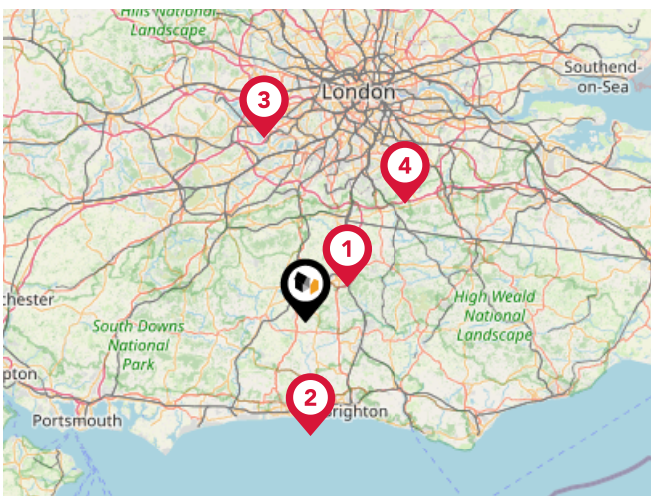 Hills National
Landscape
London
Southend-
on-Sea
3
4
1
chester
High Weald
National
Landscape
South Downs
National
Park
pton
2
Portsmouth
righton